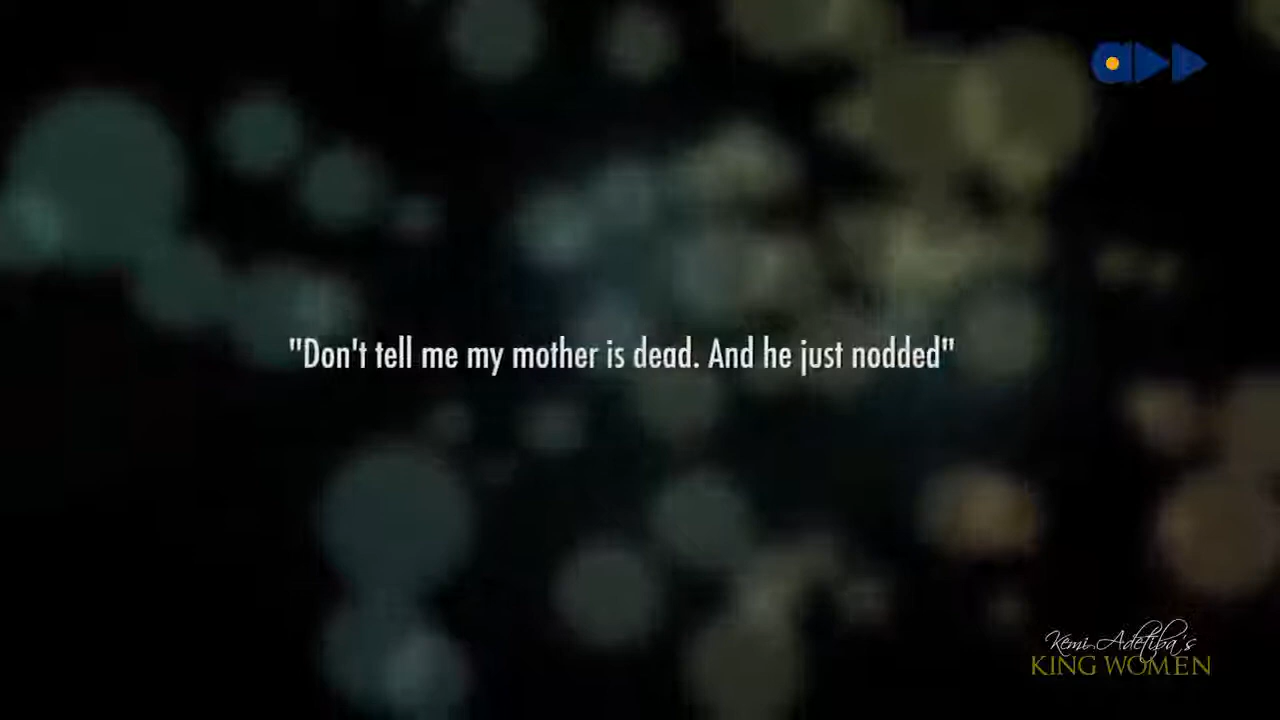 "Don't tell me my mother is dead. And he just nodded"
Kemi Adetiba's
KING WOMEN